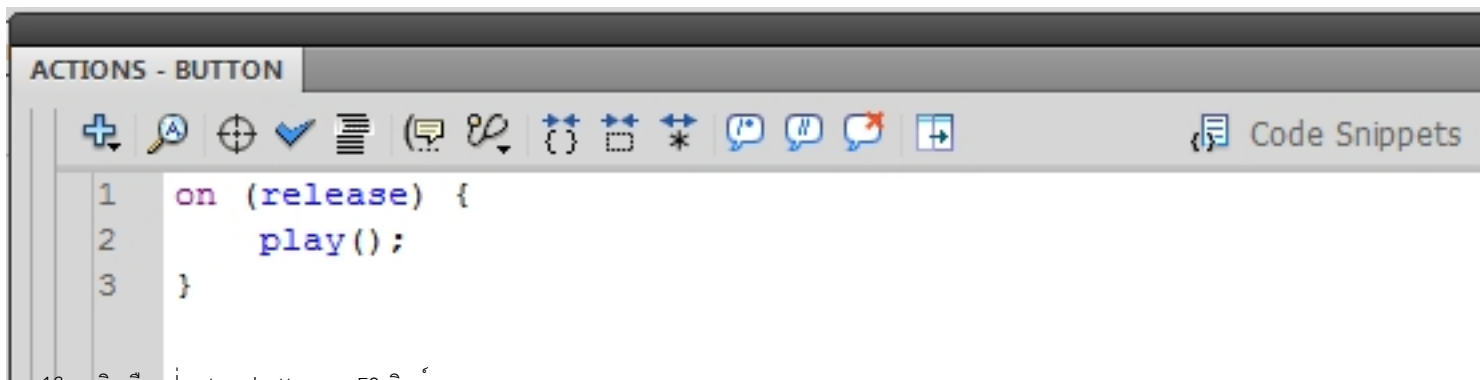 ACTIONS - BUTTON
Code Snippets
1 on (release) {
2 play();
3 }